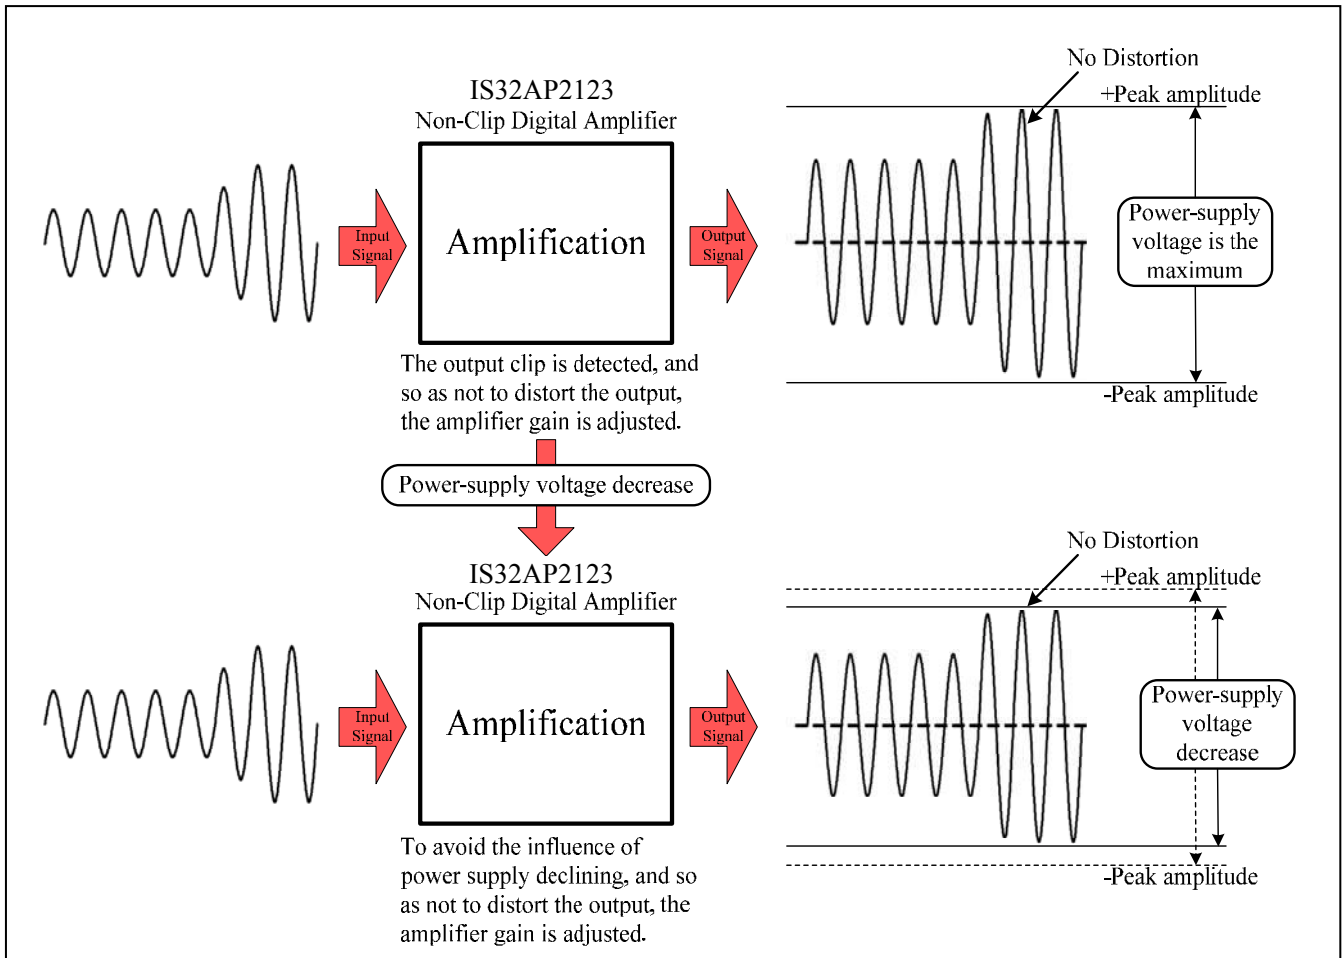 No Distortion
IS32AP2123
Non-Clip Digital Amplifier
+Peak amplitude
Input
Signal
Amplification
Output
Signal
Power-supply
voltage is the
maximum
The output clip is detected, and
so as not to distort the output,
the amplifier gain is adjusted.
-Peak amplitude
Power-supply voltage decrease
No Distortion
IS32AP2123
Non-Clip Digital Amplifier
+Peak amplitude
Input
Signal
Amplification
Output
Signal
Power-supply
voltage
decrease
To avoid the influence of
power supply declining, and so
as not to distort the output, the
amplifier gain is adjusted.
-Peak amplitude